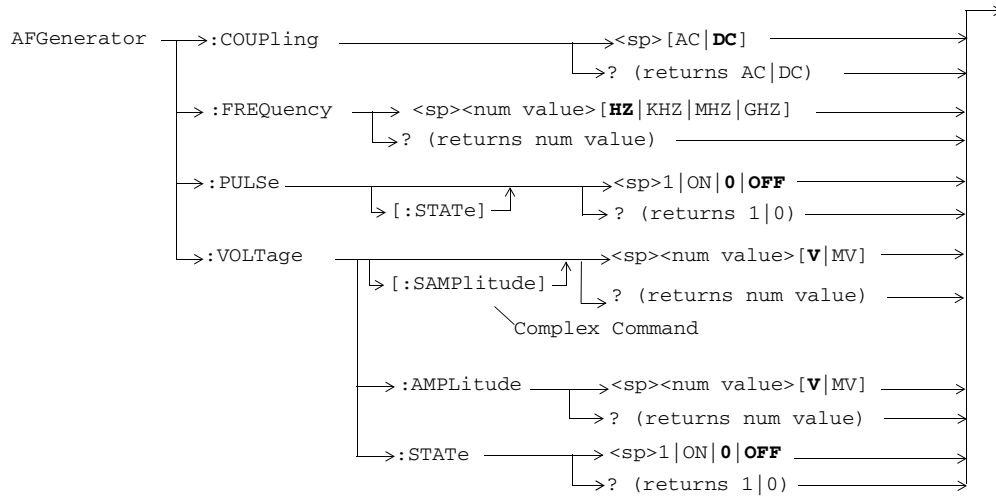 AFGenerator :COUPling <sp>[AC|DC]
? (returns AC|DC)
:FREQuency <sp><num value>[HZ|KHZ|MHZ|GHZ]
? (returns num value)
:PULSe <sp>1|ON|0|OFF
[:STATe] ? (returns 1|0)
:VOLTage <sp><num value>[V|MV]
[:SAMPlitude] ? (returns num value)
Complex Command
:AMPLitude <sp><num value>[V|MV]
? (returns num value)
:STATe <sp>1|ON|0|OFF
? (returns 1|0)